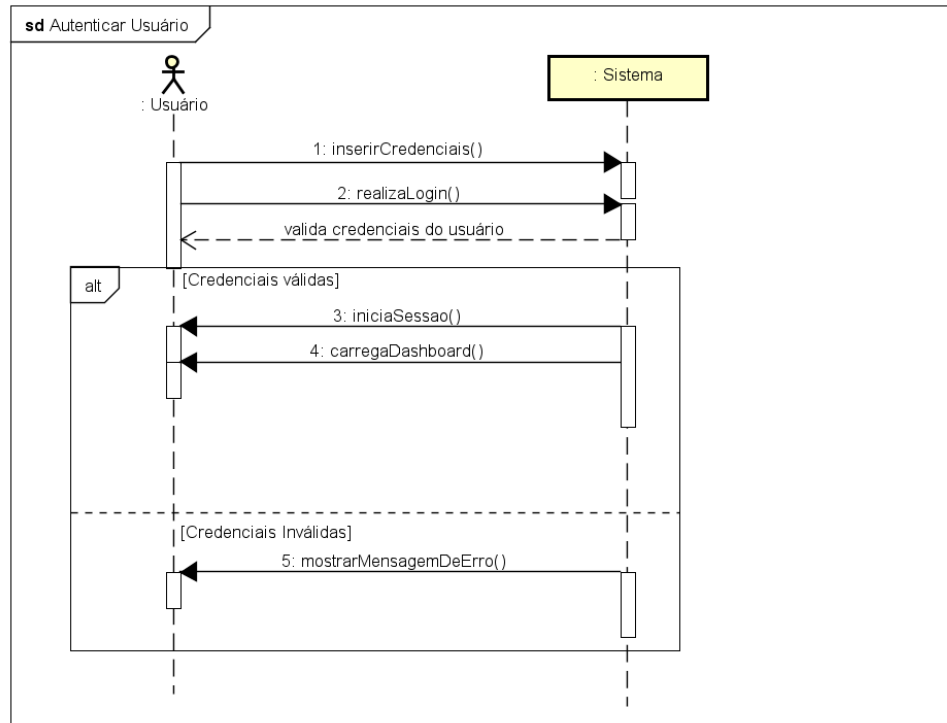 sd Autenticar Usuário
: Usuário
: Sistema
1: inserirCredenciais()
2: realizaLogin()
valida credenciais do usuário
alt
[Credenciais válidas]
3: iniciaSessao()
4: carregaDashboard()
[Credenciais Inválidas]
5: mostrarMensagemDeErro()